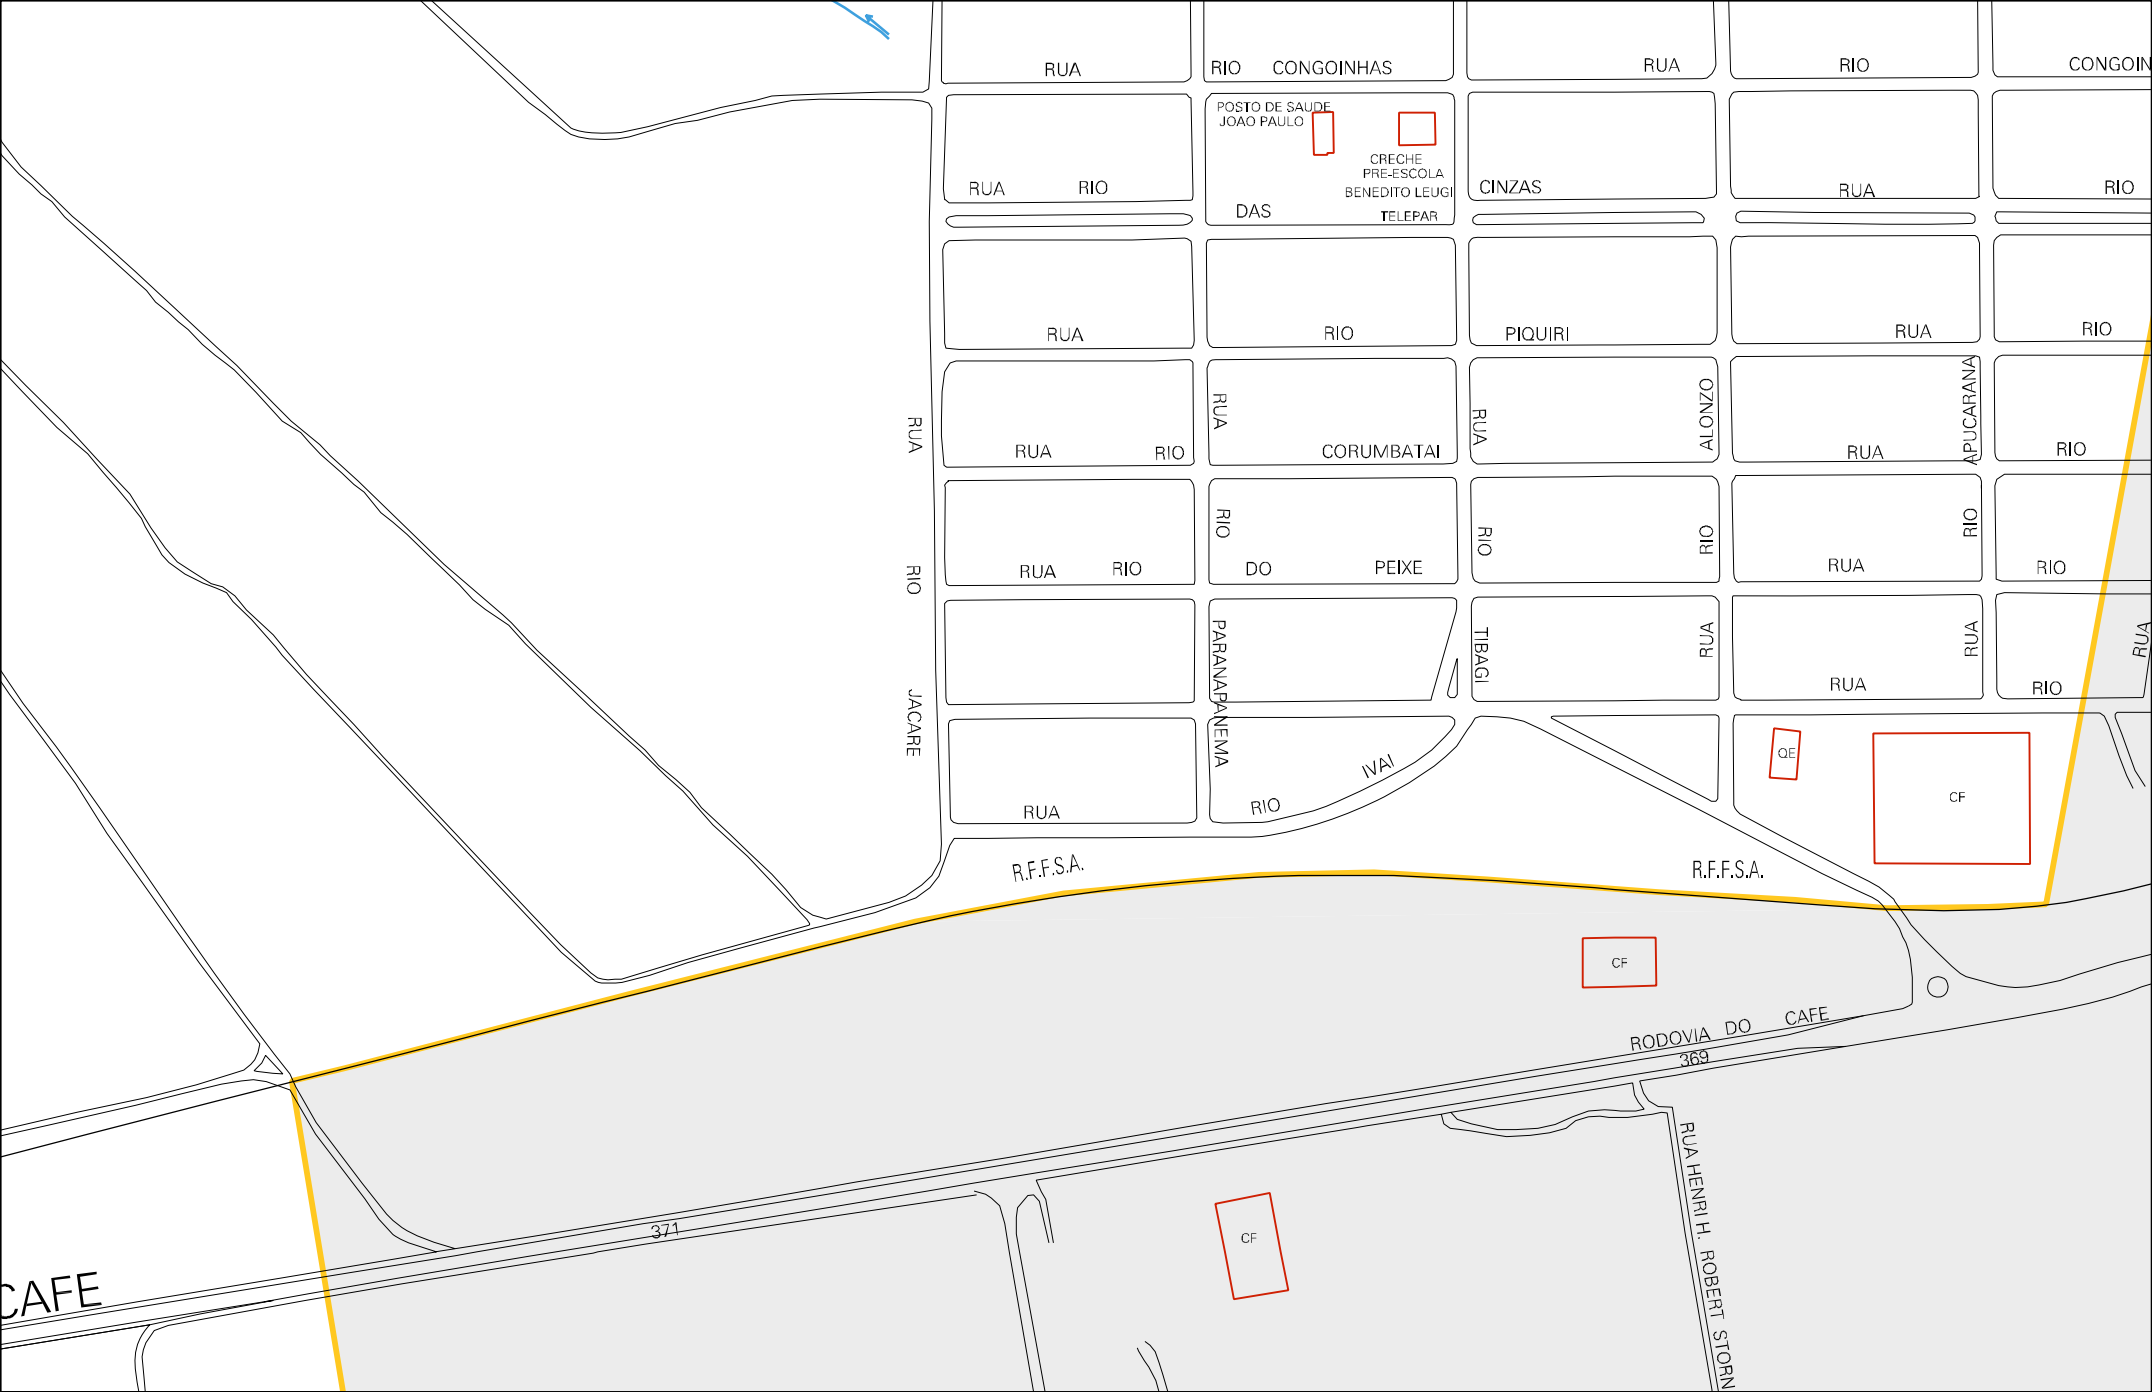 RUA RIO CONGOINHAS RUA RIO CONGOIN
POSTO DE SAUDE
JOAO PAULO
CRECHE
PRE-ESCOLA
BENEDITO LEUGI
TELEPAR
RUA RIO DAS CINZAS RUA RIO
RUA RIO PIQUIRI RUA RIO
RUA RIO CORUMBATAI RUA RIO
RUA RIO DO PEIXE RUA RIO
RUA RIO
RUA RIO IVAI
RUA RIO JACARE
RUA RIO PARANAPANEMA
RUA RIO TIBAGI
RUA RIO ALONZO
RUA RIO APUCARANA
RUA
QE
CF
R.F.F.S.A.
R.F.F.S.A.
CF
RODOVIA DO CAFE
369
371
CAFE
CF
RUA HENRI H. ROBERT STORN